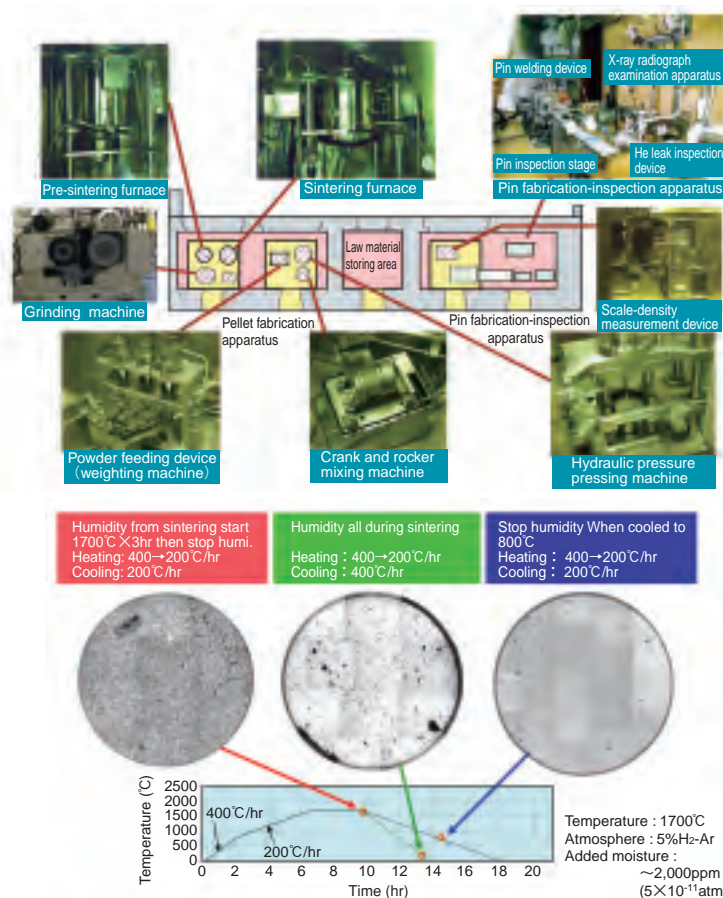 Pin welding device
X-ray radiograph
examination apparatus
Pin inspection stage
He leak inspection
device
Pre-sintering furnace
Sintering furnace
Pin fabrication-inspection apparatus
Law material
storing area
Grinding machine
Pellet fabrication
apparatus
Pin fabrication-inspection
apparatus
Scale-density
measurement device
Powder feeding device
（weighting machine）
Crank and rocker
mixing machine
Hydraulic pressure
pressing machine
Humidity from sintering start
1700℃×3hr then stop humi.
Heating: 400→200℃/hr
Cooling: 200℃/hr
Humidity all during sintering
Heating：400→200℃/hr
Cooling：400℃/hr
Stop humidity When cooled to
800℃
Heating： 400→200℃/hr
Cooling： 200℃/hr
Temperature (℃)
2500
2000
1500
1000
500
0
400℃/hr
200℃/hr
0 2 4 6 8 10 12 14 16 18 20
Time (hr)
Temperature : 1700℃
Atmosphere : 5%H2-Ar
Added moisture :
～2,000ppm
(5×10-11atm